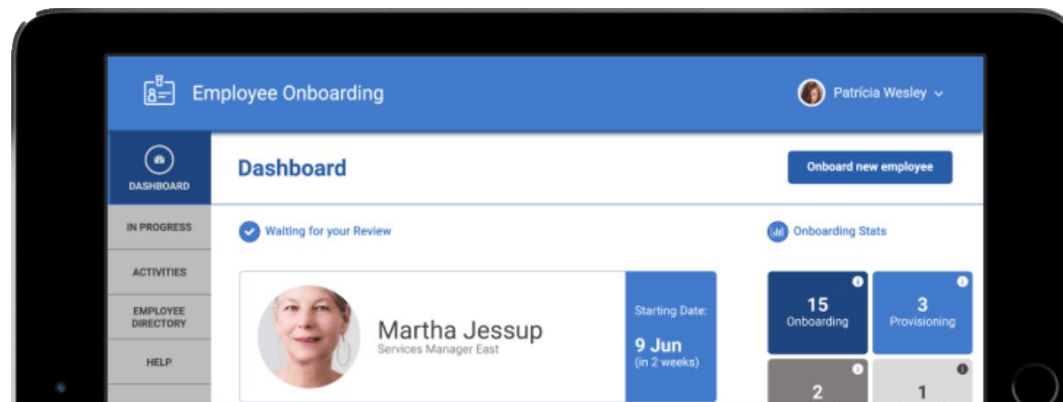 Employee Onboarding
Patrícia Wesley
DASHBOARD
Dashboard
Onboard new employee
IN PROGRESS
ACTIVITIES
EMPLOYEE
DIRECTORY
HELP
Waiting for your Review
Martha Jessup
Services Manager East
Starting Date:
9 Jun
(in 2 weeks)
Onboarding Stats
15
Onboarding
3
Provisioning
2
1